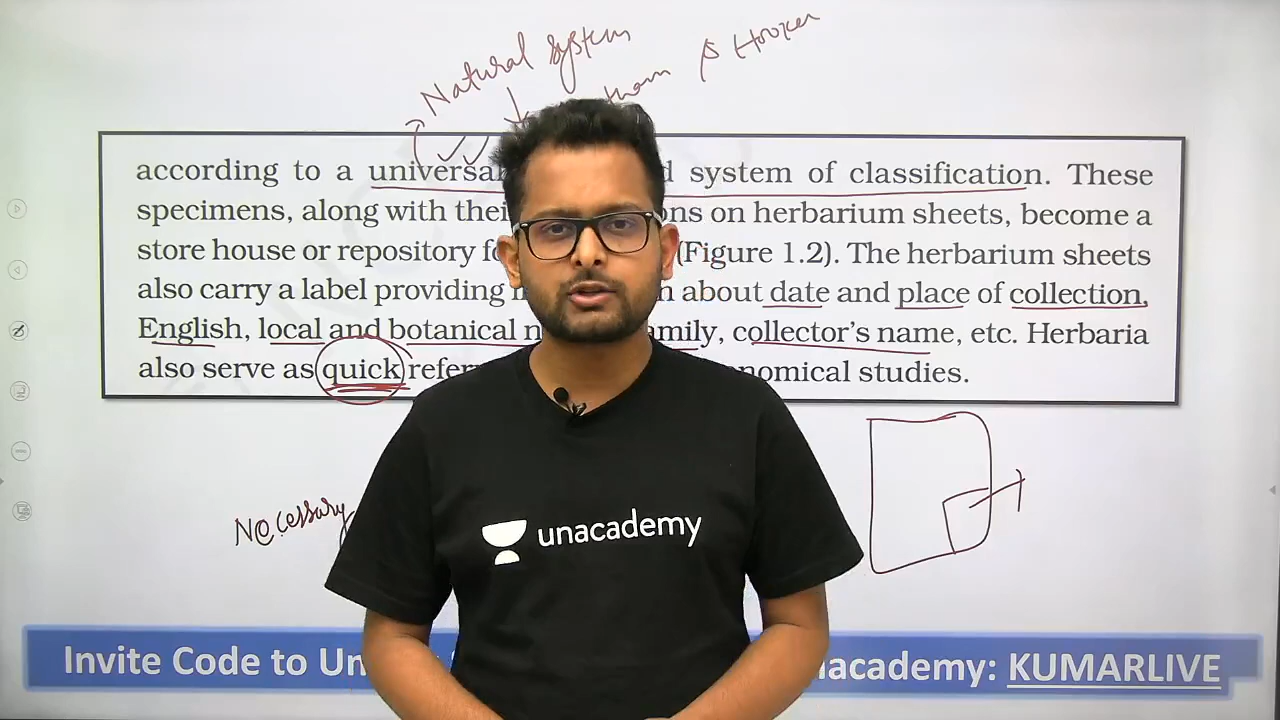 Natural System
& Hooker
according to a universal d system of classification. These
specimens, along with thei ons on herbarium sheets, become a
store house or repository fo (Figure 1.2). The herbarium sheets
also carry a label providing n about date and place of collection,
English, local and botanical n amily, collector's name, etc. Herbaria
also serve as quick refer nomical studies.
Necessary
unacademy
Invite Code to Un nacademy: KUMARLIVE